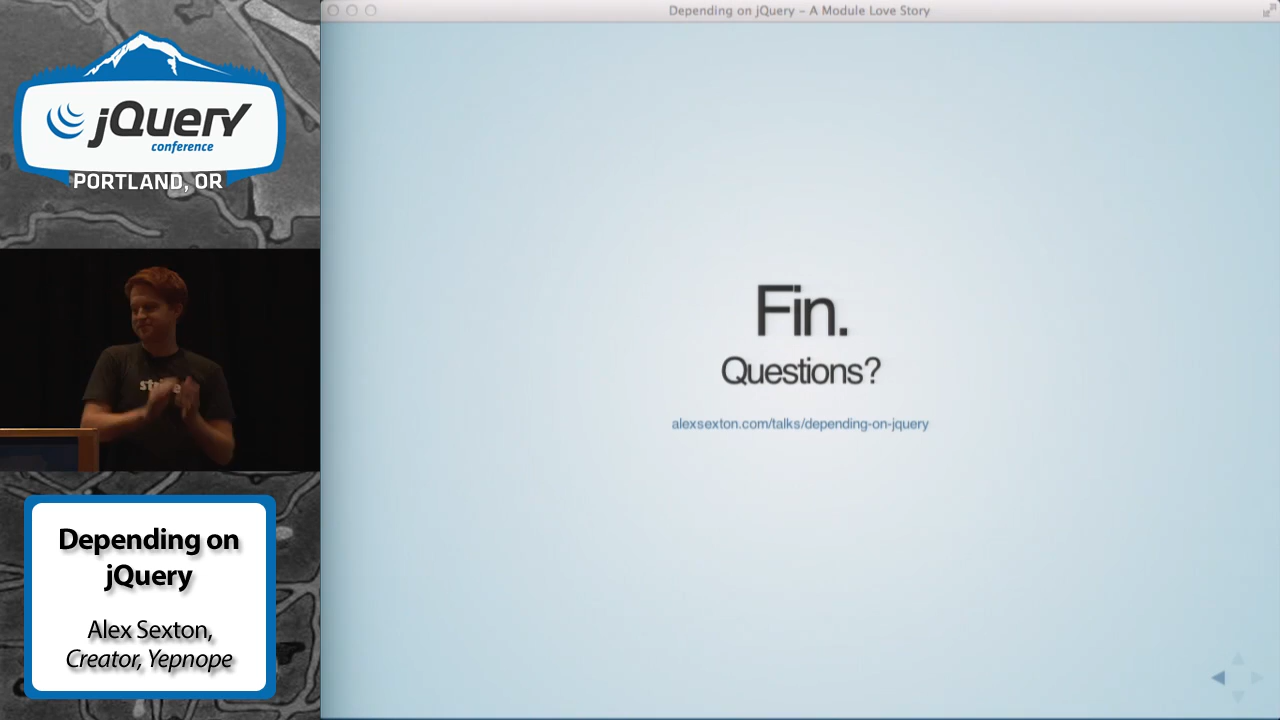 jQuery
conference
PORTLAND, OR
Depending on
jQuery
Alex Sexton,
Creator, Yepnope
Depending on jQuery – A Module Love Story
Fin.
Questions?
alexsexton.com/talks/depending-on-jquery